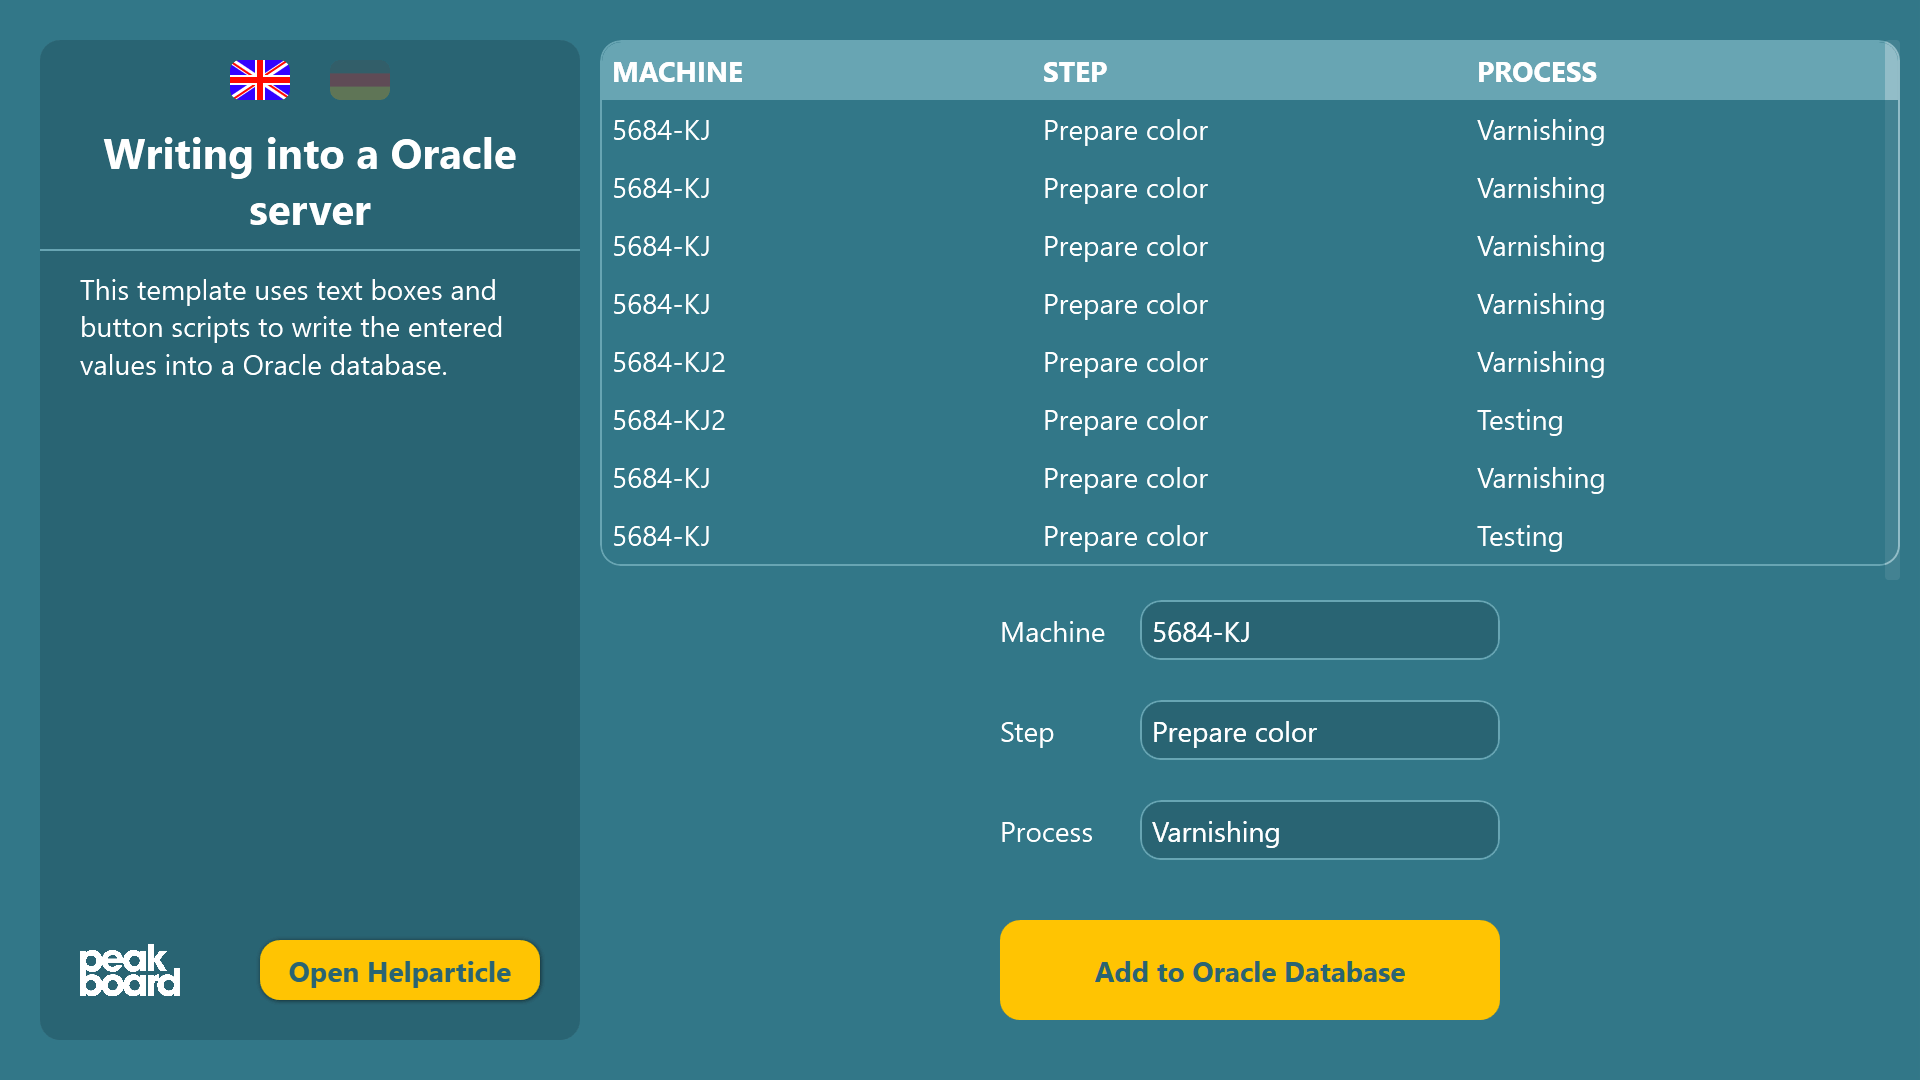 Writing into a Oracle
server
This template uses text boxes and
button scripts to write the entered
values into a Oracle database.
peak
board
Open Helparticle
MACHINE STEP PROCESS
5684-KJ Prepare color Varnishing
5684-KJ Prepare color Varnishing
5684-KJ Prepare color Varnishing
5684-KJ Prepare color Varnishing
5684-KJ2 Prepare color Varnishing
5684-KJ2 Prepare color Testing
5684-KJ Prepare color Varnishing
5684-KJ Prepare color Testing
Machine 5684-KJ
Step Prepare color
Process Varnishing
Add to Oracle Database